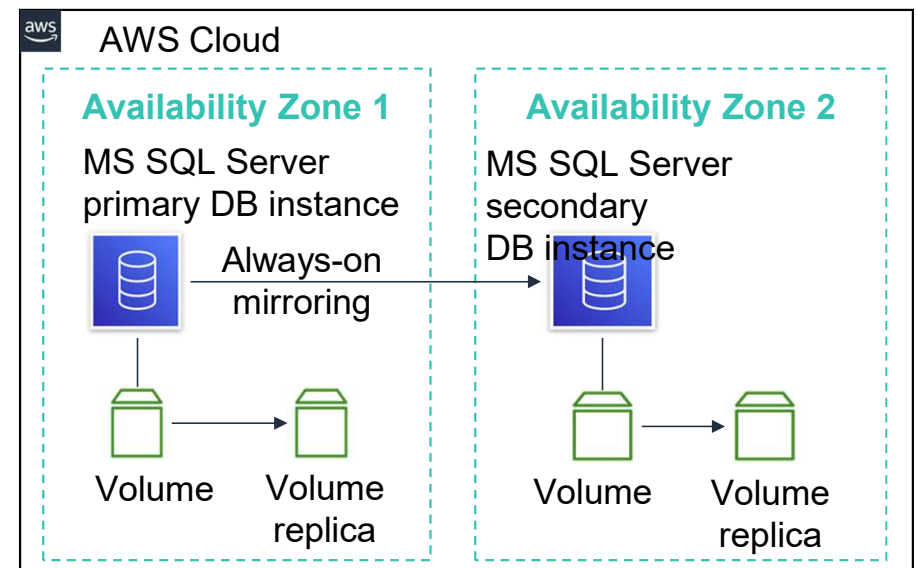 aws
AWS Cloud
Availability Zone 1
MS SQL Server
primary DB instance
Always-on
mirroring
Volume
Volume
replica
Availability Zone 2
MS SQL Server
secondary
DB instance
Volume
Volume
replica